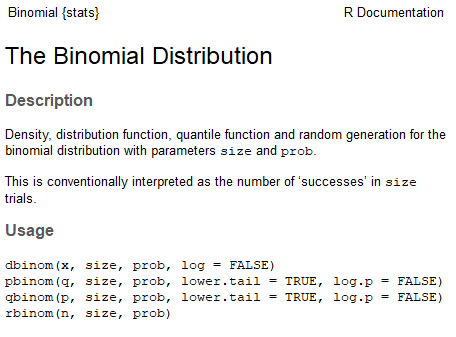 Binomial {stats} R Documentation
The Binomial Distribution
Description
Density, distribution function, quantile function and random generation for the
binomial distribution with parameters size and prob.
This is conventionally interpreted as the number of ‘successes’ in size
trials.
Usage
dbinom(x, size, prob, log = FALSE)
pbinom(q, size, prob, lower.tail = TRUE, log.p = FALSE)
qbinom(p, size, prob, lower.tail = TRUE, log.p = FALSE)
rbinom(n, size, prob)